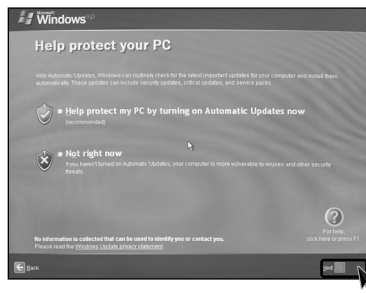 Microsoft
Windows xp
Help protect your PC
With Automatic Updates, Windows can routinely check for the latest important updates for your computer and install them
automatically. These updates can include security updates, critical updates, and service packs.
Help protect my PC by turning on Automatic Updates now
(recommended)
Not right now
If you haven't turned on Automatic Updates, your computer is more vulnerable to viruses and other security
threats.
For help,
click here or press F1
No information is collected that can be used to identify you or contact you.
Please read the Windows Update privacy statement.
Back
Next